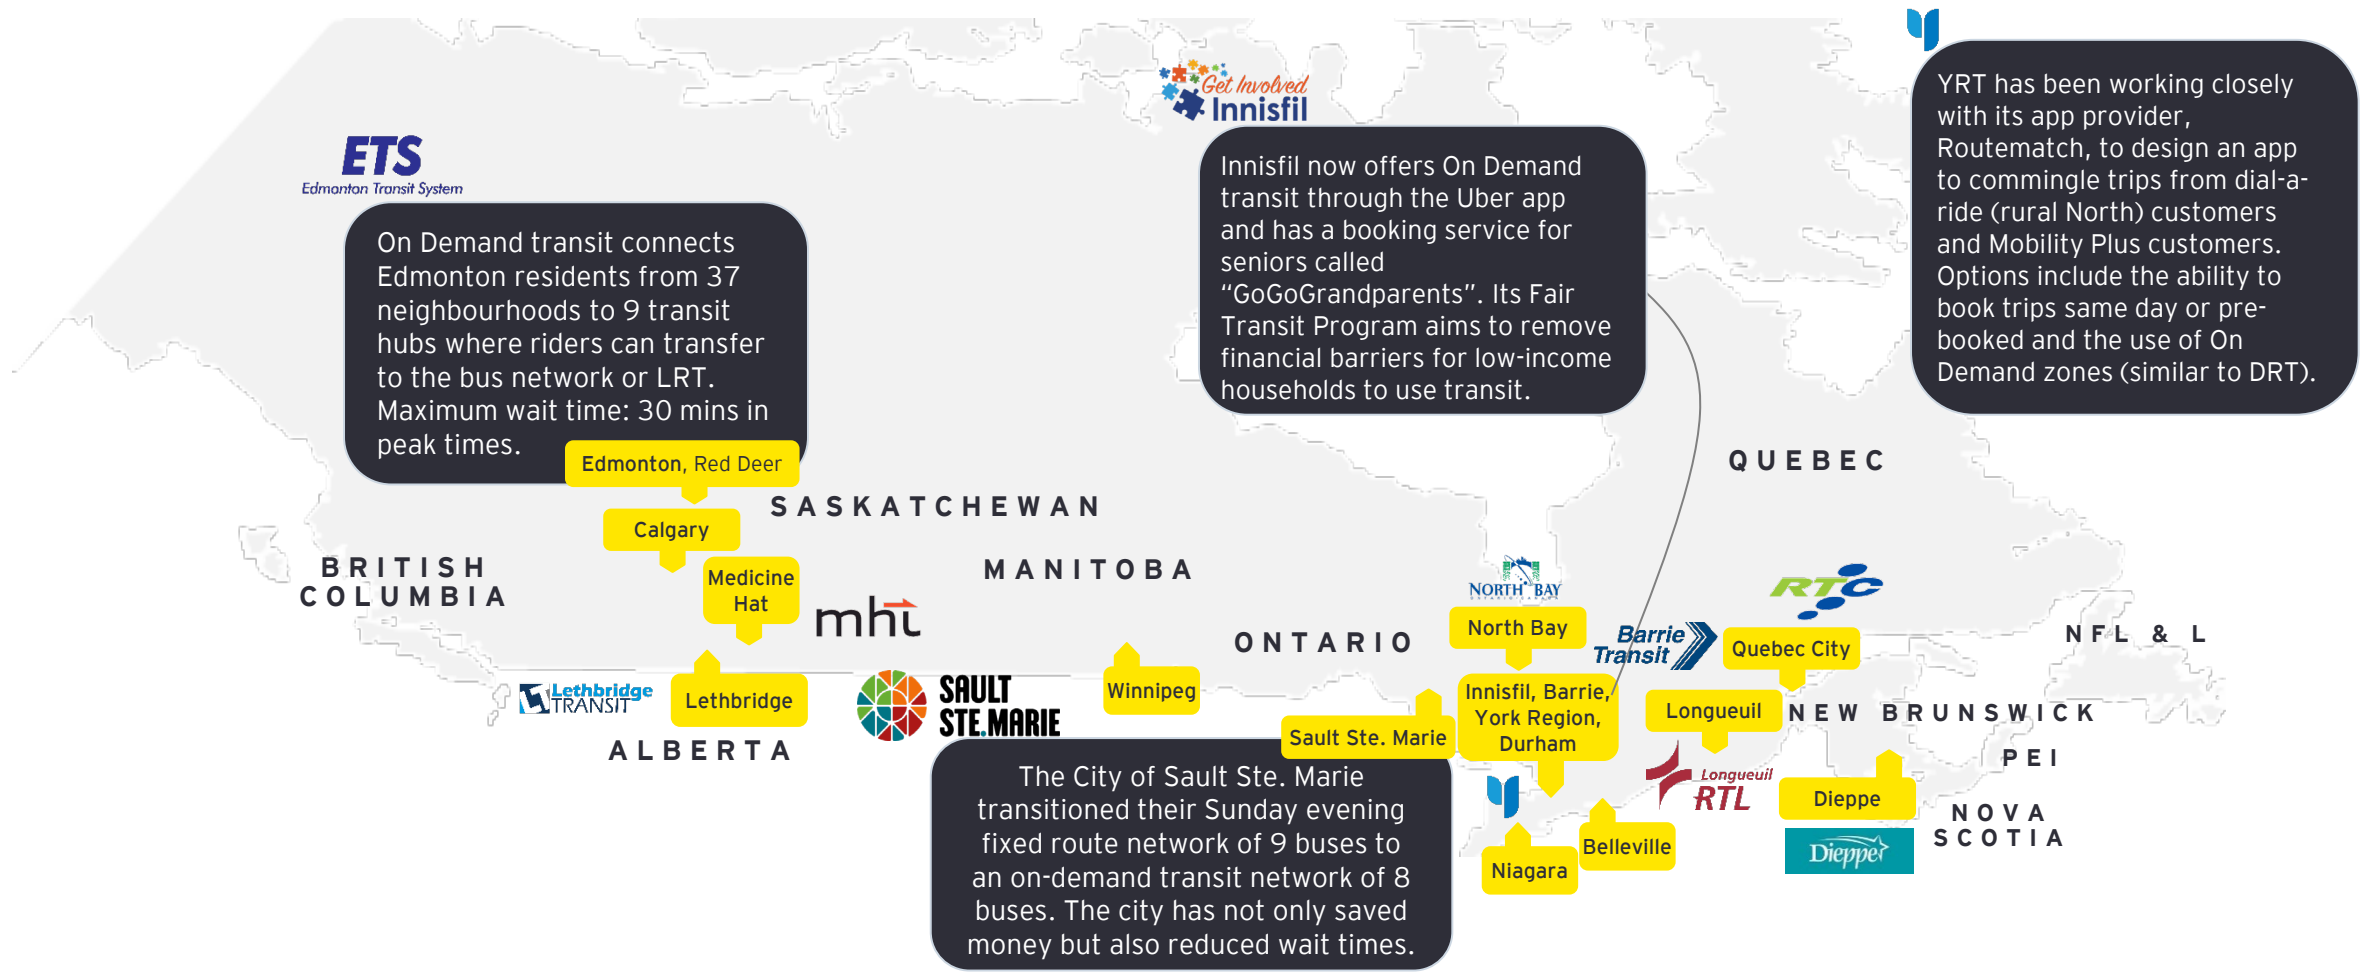 ETS
Edmonton Transit System
On Demand transit connects
Edmonton residents from 37
neighbourhoods to 9 transit
hubs where riders can transfer
to the bus network or LRT.
Maximum wait time: 30 mins in
peak times.
Get Involved
Innisfil
Innisfil now offers On Demand
transit through the Uber app
and has a booking service for
seniors called
“GoGoGrandparents”. Its Fair
Transit Program aims to remove
financial barriers for low-income
households to use transit.
YRT has been working closely
with its app provider,
Routematch, to design an app
to commingle trips from dial-a-
ride (rural North) customers
and Mobility Plus customers.
Options include the ability to
book trips same day or pre-
booked and the use of On
Demand zones (similar to DRT).
Edmonton, Red Deer
Calgary
Medicine
Hat
mht
Lethbridge
TRANSIT
Lethbridge
BRITISH
COLUMBIA
ALBERTA
SASKATCHEWAN
MANITOBA
Winnipeg
ONTARIO
QUEBEC
SAULT
STE.MARIE
Sault Ste. Marie
The City of Sault Ste. Marie
transitioned their Sunday evening
fixed route network of 9 buses to
an on-demand transit network of 8
buses. The city has not only saved
money but also reduced wait times.
NORTH BAY
North Bay
Innisfil, Barrie,
York Region,
Durham
Barrie
Transit
RTC
Quebec City
Longueuil
Longueuil
RTL
Niagara
Belleville
NEW BRUNSWICK
NFL & L
PEI
NOVA
SCOTIA
Dieppe
Dieppe